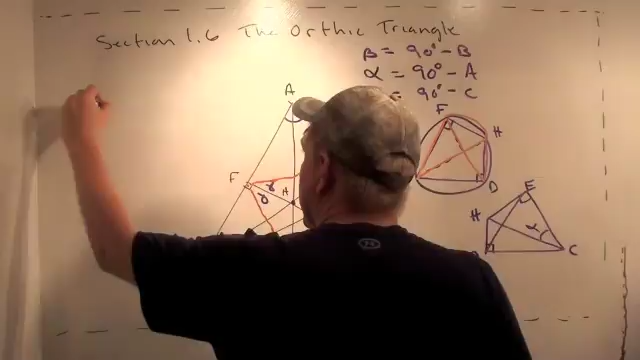 Section 1.6 The Orthic Triangle
β = 90° - B
α = 90° - A
= 90° - C
A
F
γ
γ
H
F
H
D
E
H
α
C